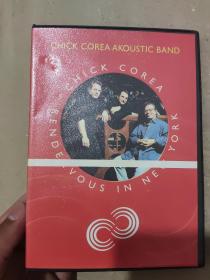 CHICK COREA AKOUSTIC BAND
CHICK COREA
RENDEZVOUS IN NEW YORK